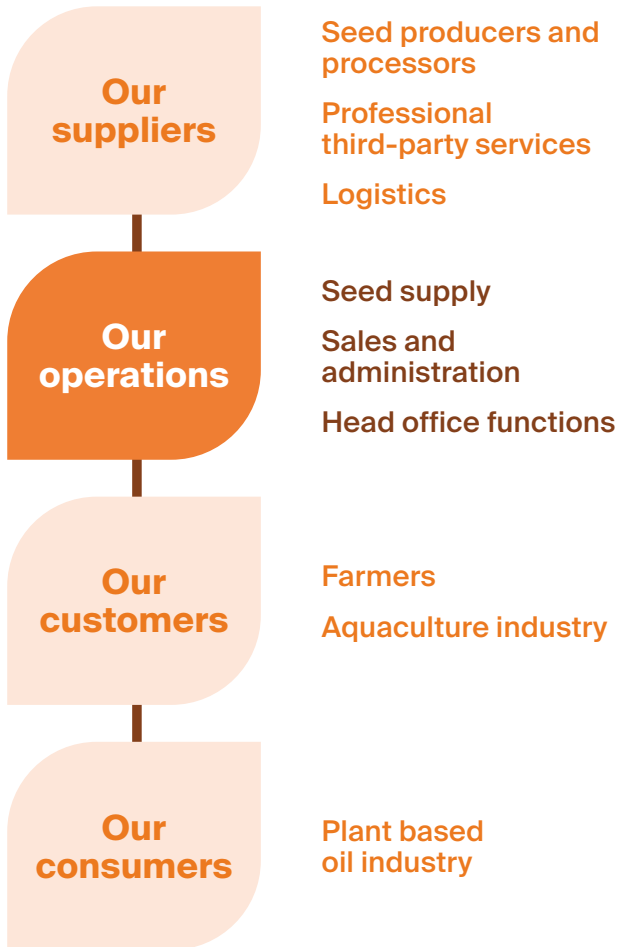 Our
suppliers
Seed producers and
processors
Professional
third-party services
Logistics
Our
operations
Seed supply
Sales and
administration
Head office functions
Our
customers
Farmers
Aquaculture industry
Our
consumers
Plant based
oil industry